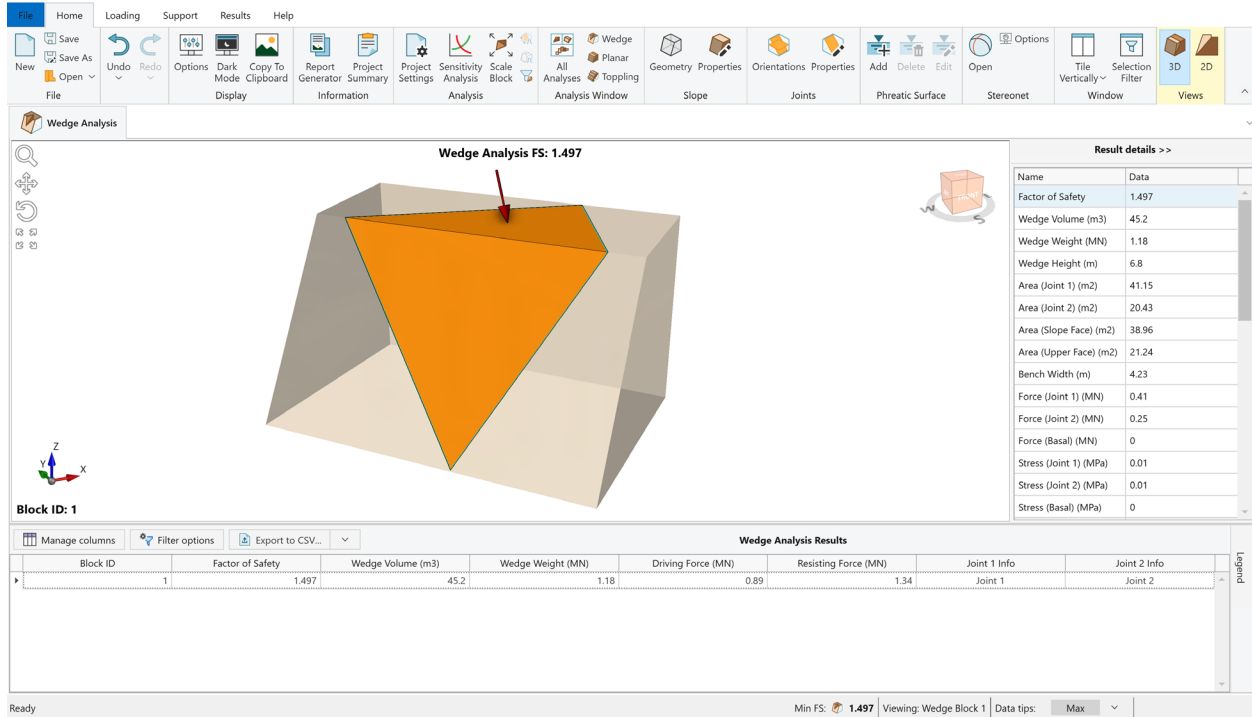 File Home Loading Support Results Help
New Save Save As Open Undo Redo Options Dark Mode Copy To Clipboard Report Generator Project Summary Project Settings Sensitivity Analysis Scale Block All Analyses Wedge Planar Toppling Geometry Properties Orientations Properties Add Delete Edit Open Options Tile Vertically Selection Filter 3D 2D
File Display Information Analysis Analysis Window Slope Joints Phreatic Surface Stereonet Window Views
Wedge Analysis
Wedge Analysis FS: 1.497
FRONT
W S
Z
Y X
Block ID: 1
Result details >>
Name Data
Factor of Safety 1.497
Wedge Volume (m3) 45.2
Wedge Weight (MN) 1.18
Wedge Height (m) 6.8
Area (Joint 1) (m2) 41.15
Area (Joint 2) (m2) 20.43
Area (Slope Face) (m2) 38.96
Area (Upper Face) (m2) 21.24
Bench Width (m) 4.23
Force (Joint 1) (MN) 0.41
Force (Joint 2) (MN) 0.25
Force (Basal) (MN) 0
Stress (Joint 1) (MPa) 0.01
Stress (Joint 2) (MPa) 0.01
Stress (Basal) (MPa) 0
Manage columns Filter options Export to CSV... Wedge Analysis Results
Block ID Factor of Safety Wedge Volume (m3) Wedge Weight (MN) Driving Force (MN) Resisting Force (MN) Joint 1 Info Joint 2 Info
1 1.497 45.2 1.18 0.89 1.34 Joint 1 Joint 2
Legend
Ready Min FS: 1.497 Viewing: Wedge Block 1 Data tips: Max